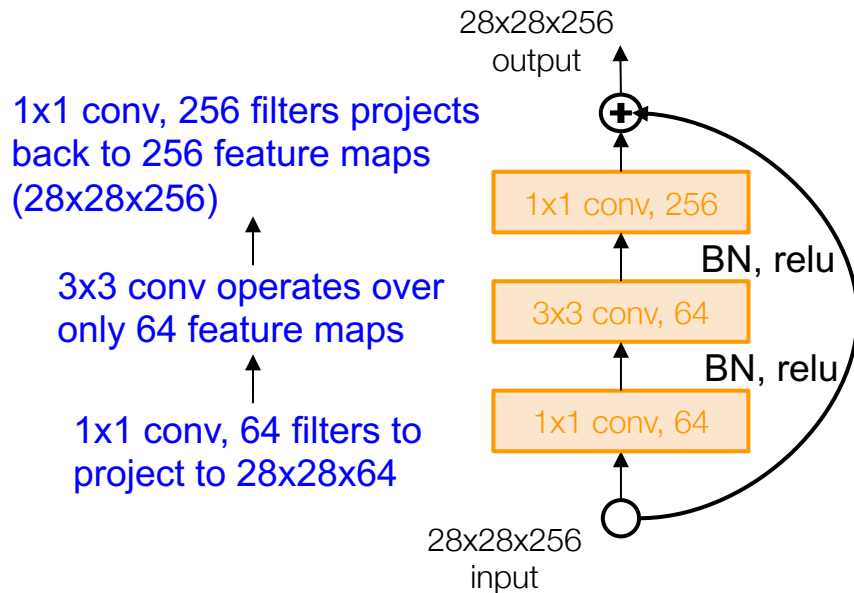 28x28x256
output
1x1 conv, 256 filters projects
back to 256 feature maps
(28x28x256)
3x3 conv operates over
only 64 feature maps
1x1 conv, 64 filters to
project to 28x28x64
1x1 conv, 256
BN, relu
3x3 conv, 64
BN, relu
1x1 conv, 64
28x28x256
input